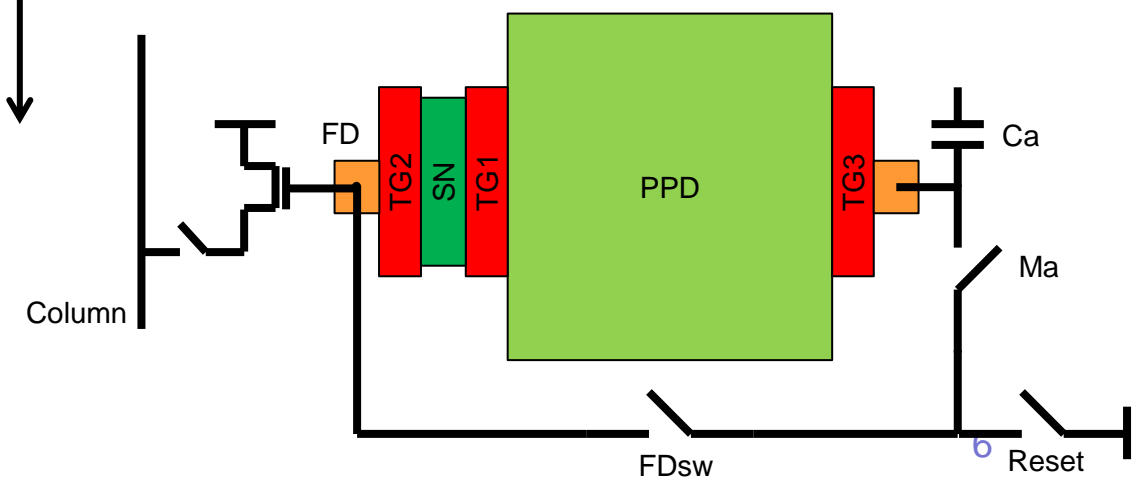 FD
TG2
SN
TG1
PPD
TG3
Ca
Ma
Column
FDsw
6
Reset